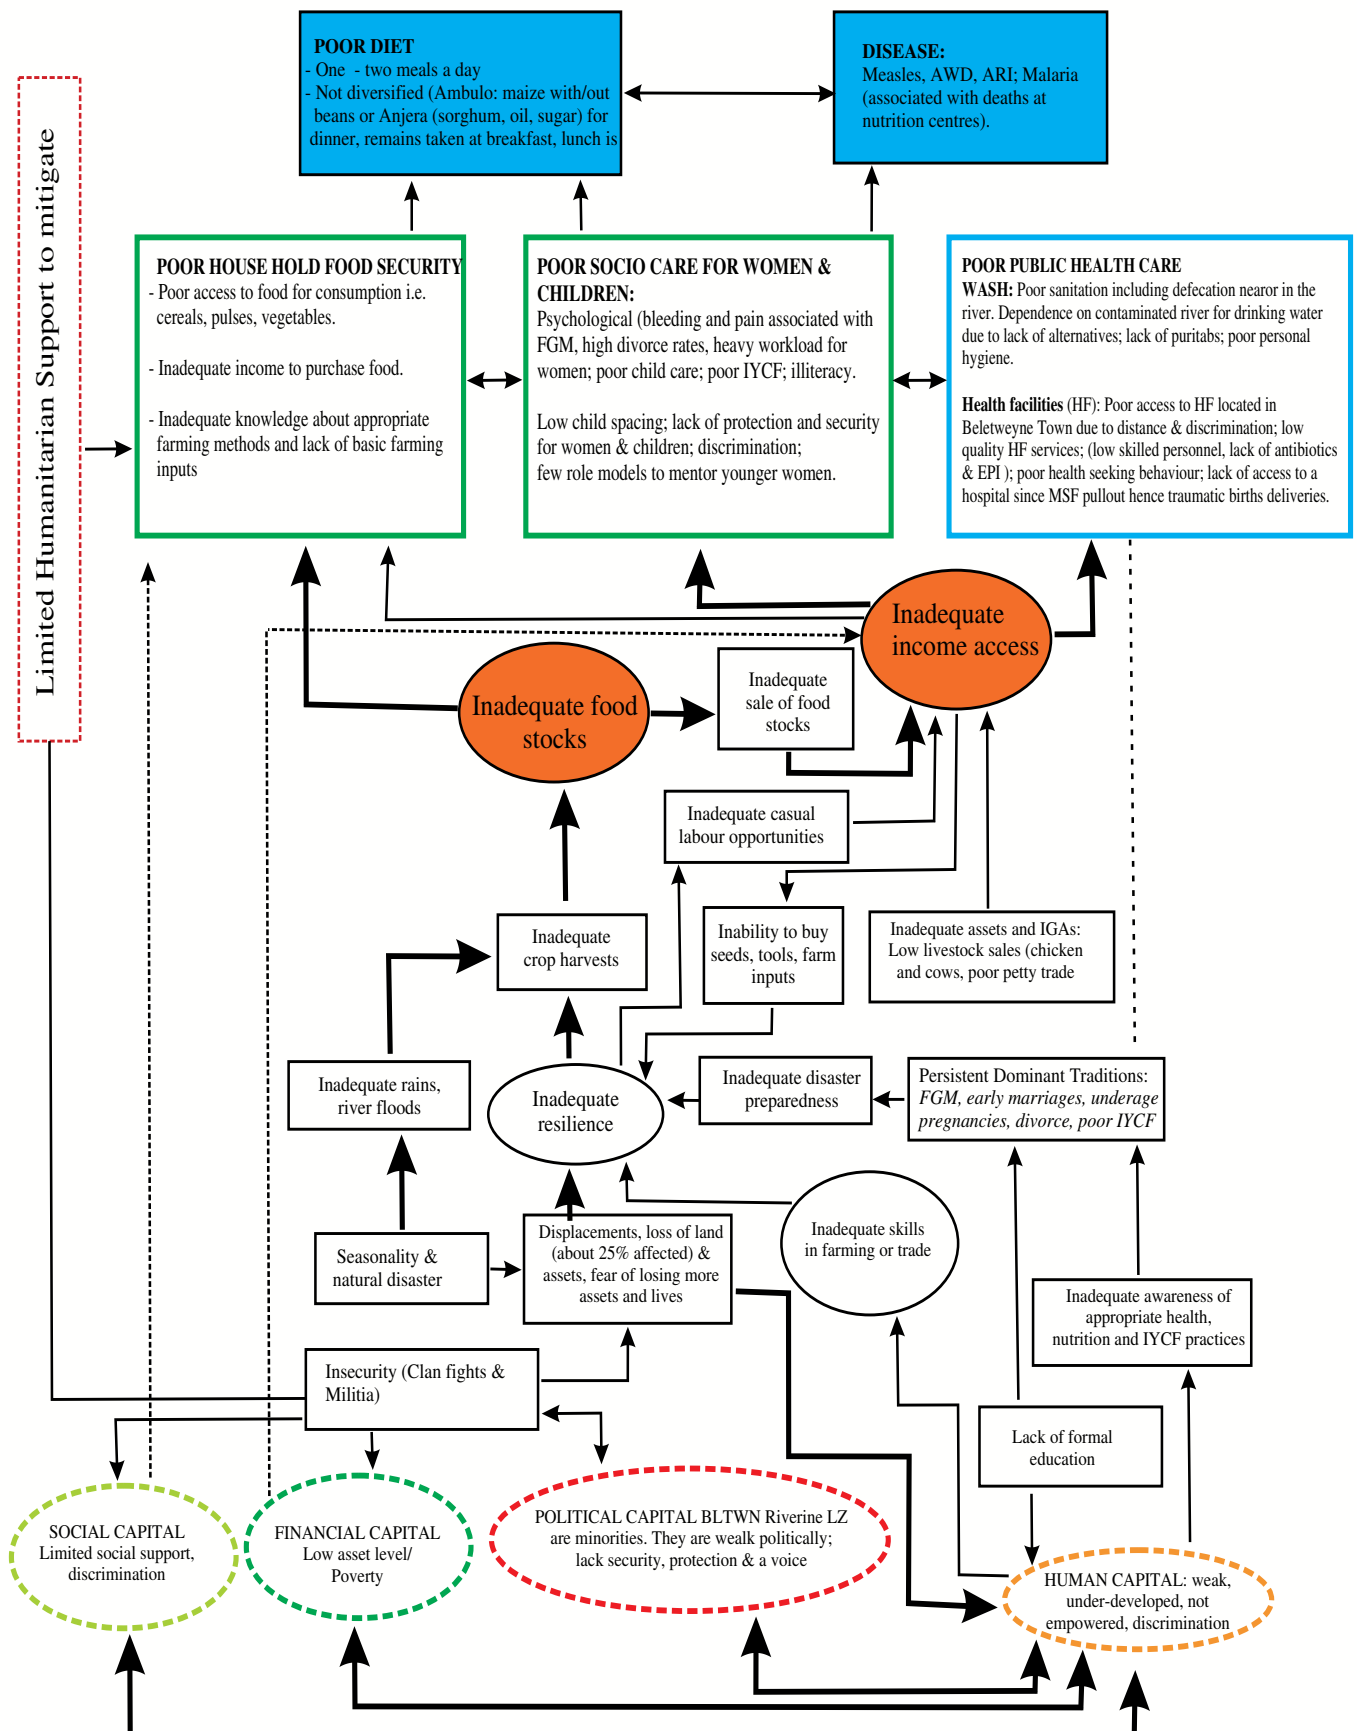 POOR DIET
- One - two meals a day
- Not diversified (Ambulo: maize with/out
beans or Anjera (sorghum, oil, sugar) for
dinner, remains taken at breakfast, lunch is
DISEASE:
Measles, AWD, ARI; Malaria
(associated with deaths at
nutrition centres).
Limited Humanitarian Support to mitigate
POOR HOUSE HOLD FOOD SECURITY
- Poor access to food for consumption i.e.
cereals, pulses, vegetables.
- Inadequate income to purchase food.
- Inadequate knowledge about appropriate
farming methods and lack of basic farming
inputs
POOR SOCIO CARE FOR WOMEN &
CHILDREN:
Psychological (bleeding and pain associated with
FGM, high divorce rates, heavy workload for
women; poor child care; poor IYCF; illiteracy.
Low child spacing; lack of protection and security
for women & children; discrimination;
few role models to mentor younger women.
POOR PUBLIC HEALTH CARE
WASH: Poor sanitation including defecation nearor in the
river. Dependence on contaminated river for drinking water
due to lack of alternatives; lack of puritabs; poor personal
hygiene.
Health facilities (HF): Poor access to HF located in
Beletweyne Town due to distance & discrimination; low
quality HF services; (low skilled personnel, lack of antibiotics
& EPI ); poor health seeking behaviour; lack of access to a
hospital since MSF pullout hence traumatic births deliveries.
Inadequate
income access
Inadequate food
stocks
Inadequate
sale of food
stocks
Inadequate casual
labour opportunities
Inadequate
crop harvests
Inability to buy
seeds, tools, farm
inputs
Inadequate assets and IGAs:
Low livestock sales (chicken
and cows, poor petty trade
Inadequate rains,
river floods
Inadequate
resilience
Inadequate disaster
preparedness
Persistent Dominant Traditions:
FGM, early marriages, underage
pregnancies, divorce, poor IYCF
Seasonality &
natural disaster
Displacements, loss of land
(about 25% affected) &
assets, fear of losing more
assets and lives
Inadequate skills
in farming or trade
Inadequate awareness of
appropriate health,
nutrition and IYCF practices
Insecurity (Clan fights &
Militia)
Lack of formal
education
SOCIAL CAPITAL
Limited social support,
discrimination
FINANCIAL CAPITAL
Low asset level/
Poverty
POLITICAL CAPITAL BLTWN Riverine LZ
are minorities. They are wealk politically;
lack security, protection & a voice
HUMAN CAPITAL: weak,
under-developed, not
empowered, discrimination